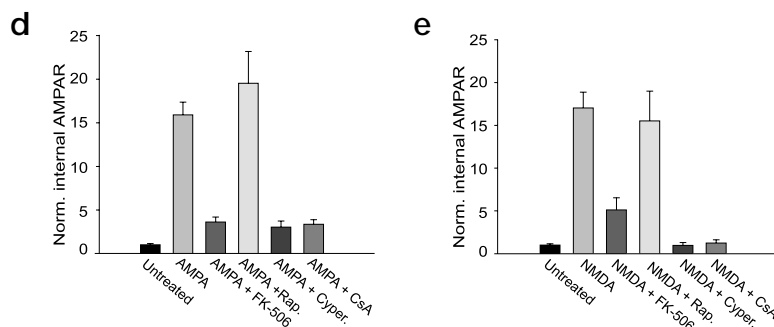 d
Norm. internal AMPAR
25
20
15
10
5
0
Untreated
AMPA
AMPA + FK-506
AMPA +Rap.
AMPA + Cyper.
AMPA + CsA
e
Norm. internal AMPAR
25
20
15
10
5
0
Untreated
NMDA
NMDA + FK-506
NMDA + Rap.
NMDA + Cyper.
NMDA + CsA